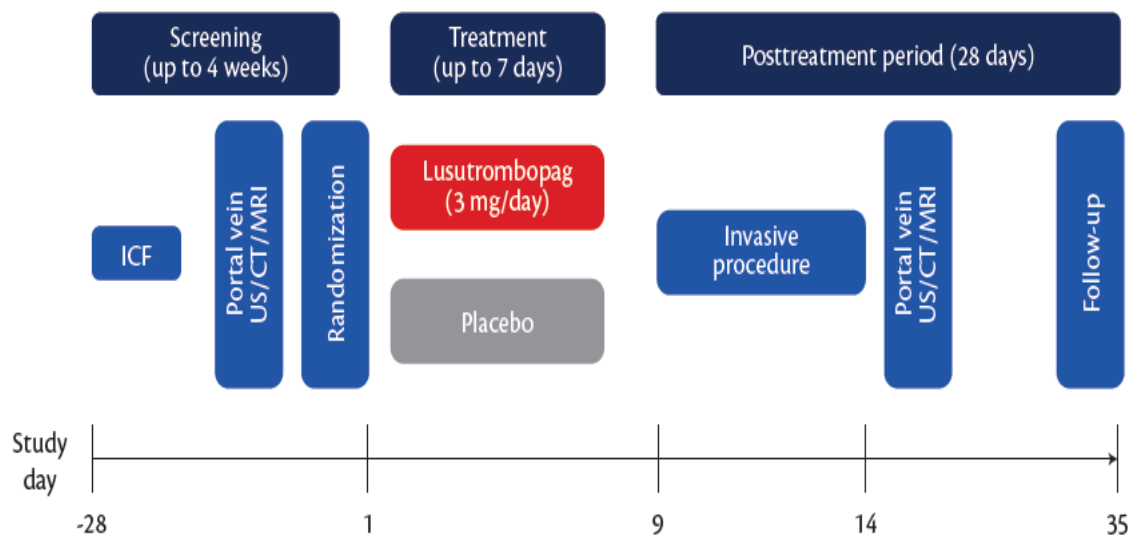 Screening
(up to 4 weeks)
Treatment
(up to 7 days)
Posttreatment period (28 days)
ICF
Portal vein
US/CT/MRI
Randomization
Lusutrombopag
(3 mg/day)
Placebo
Invasive
procedure
Portal vein
US/CT/MRI
Follow-up
Study
day
-28
1
9
14
35